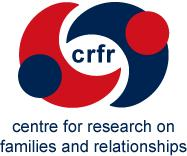 crfr
centre for research on
families and relationships